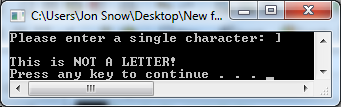 C:\Users\Jon Snow\Desktop\New f...
Please enter a single character: ]
This is NOT A LETTER!
Press any key to continue . . . _